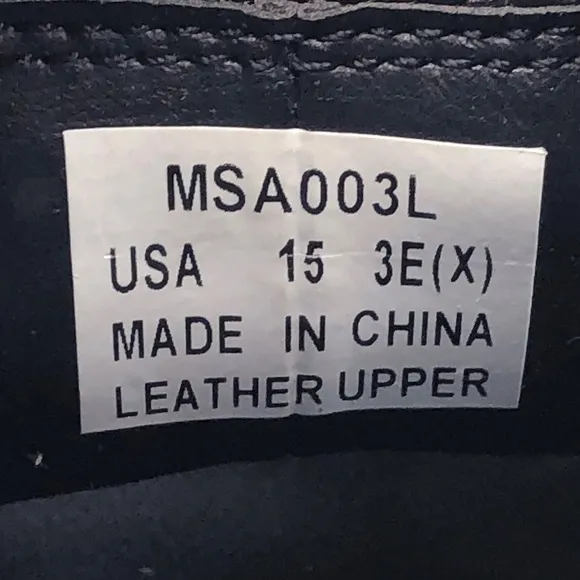 MSA003L
USA 15 3E(X)
MADE IN CHINA
LEATHER UPPER